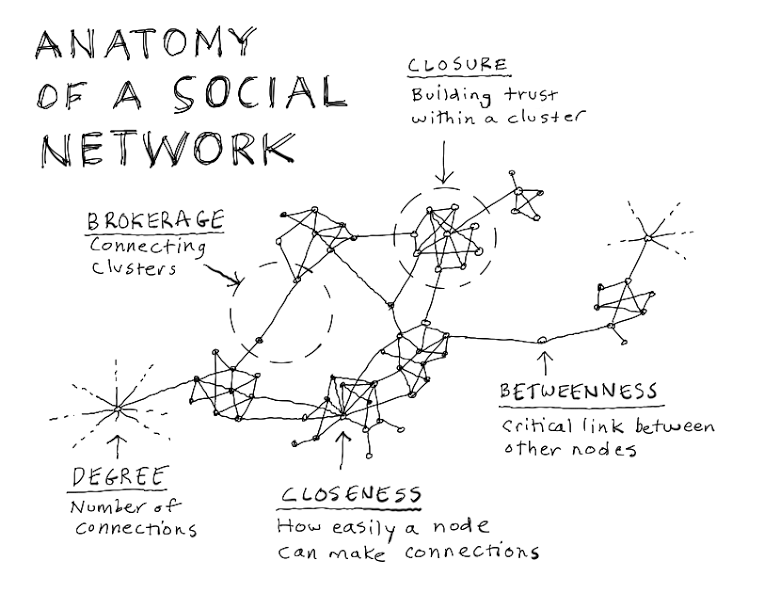 ANATOMY
OF A SOCIAL
NETWORK
CLOSURE
Building trust
within a cluster
BROKERAGE
Connecting
clusters
BETWEENNESS
Critical link between
other nodes
DEGREE
Number of
connections
CLOSENESS
How easily a node
can make connections